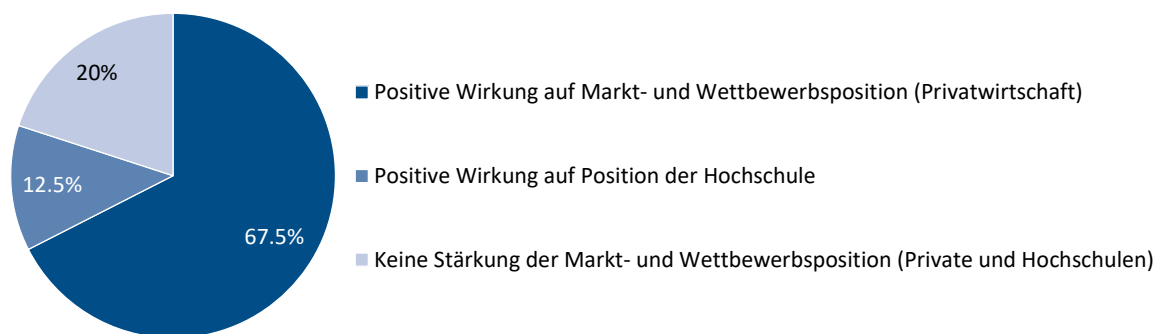 20%
Positive Wirkung auf Markt- und Wettbewerbsposition (Privatwirtschaft)
12.5%
Positive Wirkung auf Position der Hochschule
67.5%
Keine Stärkung der Markt- und Wettbewerbsposition (Private und Hochschulen)